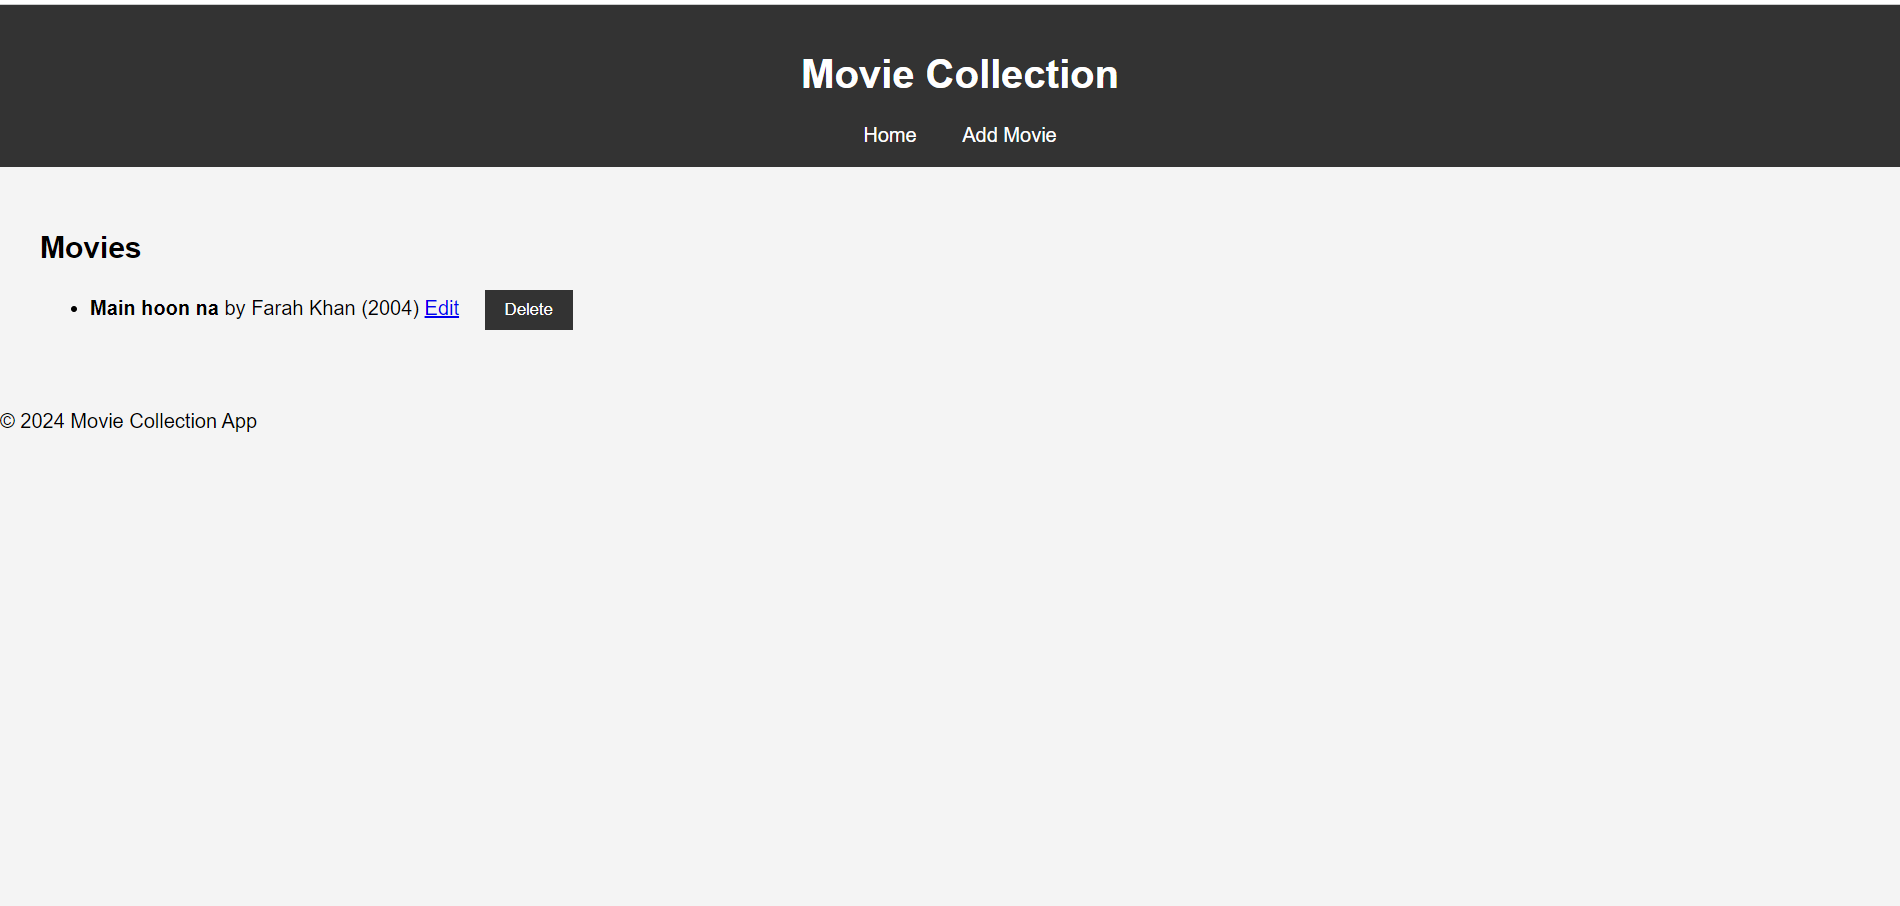 Movie Collection
Home Add Movie
Movies
• Main hoon na by Farah Khan (2004) Edit Delete
© 2024 Movie Collection App